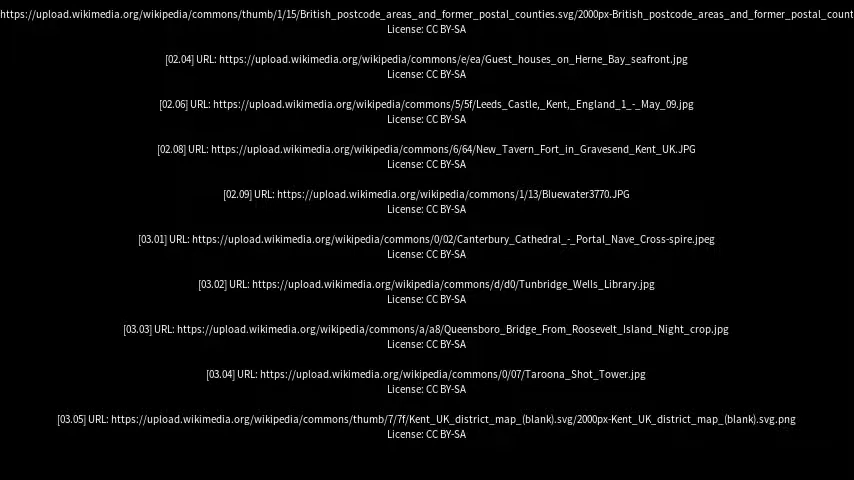 https://upload.wikimedia.org/wikipedia/commons/thumb/1/15/British_postcode_areas_and_former_postal_counties.svg/2000px-British_postcode_areas_and_former_postal_count
License: CC BY-SA
[02.04] URL: https://upload.wikimedia.org/wikipedia/commons/e/ea/Guest_houses_on_Herne_Bay_seafront.jpg
License: CC BY-SA
[02.06] URL: https://upload.wikimedia.org/wikipedia/commons/5/5f/Leeds_Castle,_Kent,_England_1_-_May_09.jpg
License: CC BY-SA
[02.08] URL: https://upload.wikimedia.org/wikipedia/commons/6/64/New_Tavern_Fort_in_Gravesend_Kent_UK.JPG
License: CC BY-SA
[02.09] URL: https://upload.wikimedia.org/wikipedia/commons/1/13/Bluewater3770.JPG
License: CC BY-SA
[03.01] URL: https://upload.wikimedia.org/wikipedia/commons/0/02/Canterbury_Cathedral_-_Portal_Nave_Cross-spire.jpeg
License: CC BY-SA
[03.02] URL: https://upload.wikimedia.org/wikipedia/commons/d/d0/Tunbridge_Wells_Library.jpg
License: CC BY-SA
[03.03] URL: https://upload.wikimedia.org/wikipedia/commons/a/a8/Queensboro_Bridge_From_Roosevelt_Island_Night_crop.jpg
License: CC BY-SA
[03.04] URL: https://upload.wikimedia.org/wikipedia/commons/0/07/Taroona_Shot_Tower.jpg
License: CC BY-SA
[03.05] URL: https://upload.wikimedia.org/wikipedia/commons/thumb/7/7f/Kent_UK_district_map_(blank).svg/2000px-Kent_UK_district_map_(blank).svg.png
License: CC BY-SA